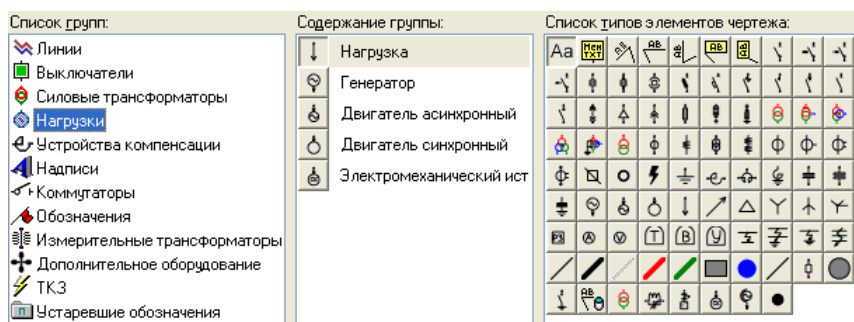 Список групп:
Линии
Выключатели
Силовые трансформаторы
Нагрузки
Устройства компенсации
Надписи
Коммутаторы
Обозначения
Измерительные трансформаторы
Дополнительное оборудование
ТКЗ
Устаревшие обозначения
Содержание группы:
Нагрузка
Генератор
Двигатель асинхронный
Двигатель синхронный
Электромеханический ист
Список типов элементов чертежа:
Aa